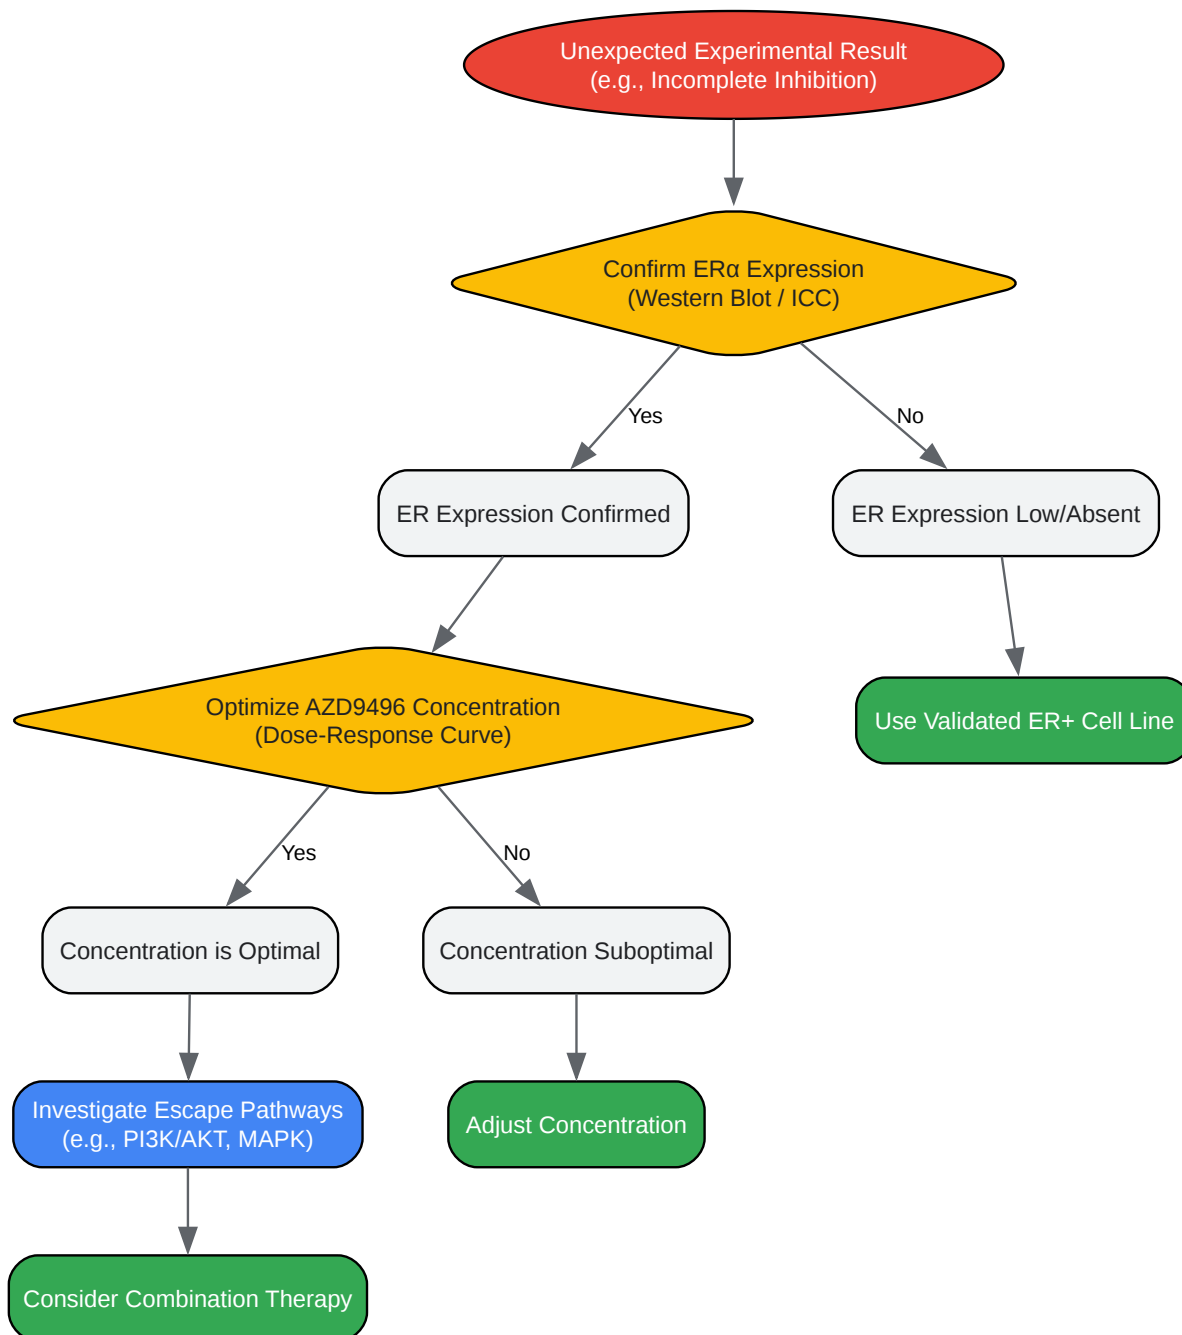 Unexpected Experimental Result
(e.g., Incomplete Inhibition)
Confirm ERα Expression
(Western Blot / ICC)
Yes
No
ER Expression Confirmed
ER Expression Low/Absent
Optimize AZD9496 Concentration
(Dose-Response Curve)
Use Validated ER+ Cell Line
Yes
No
Concentration is Optimal
Concentration Suboptimal
Investigate Escape Pathways
(e.g., PI3K/AKT, MAPK)
Adjust Concentration
Consider Combination Therapy